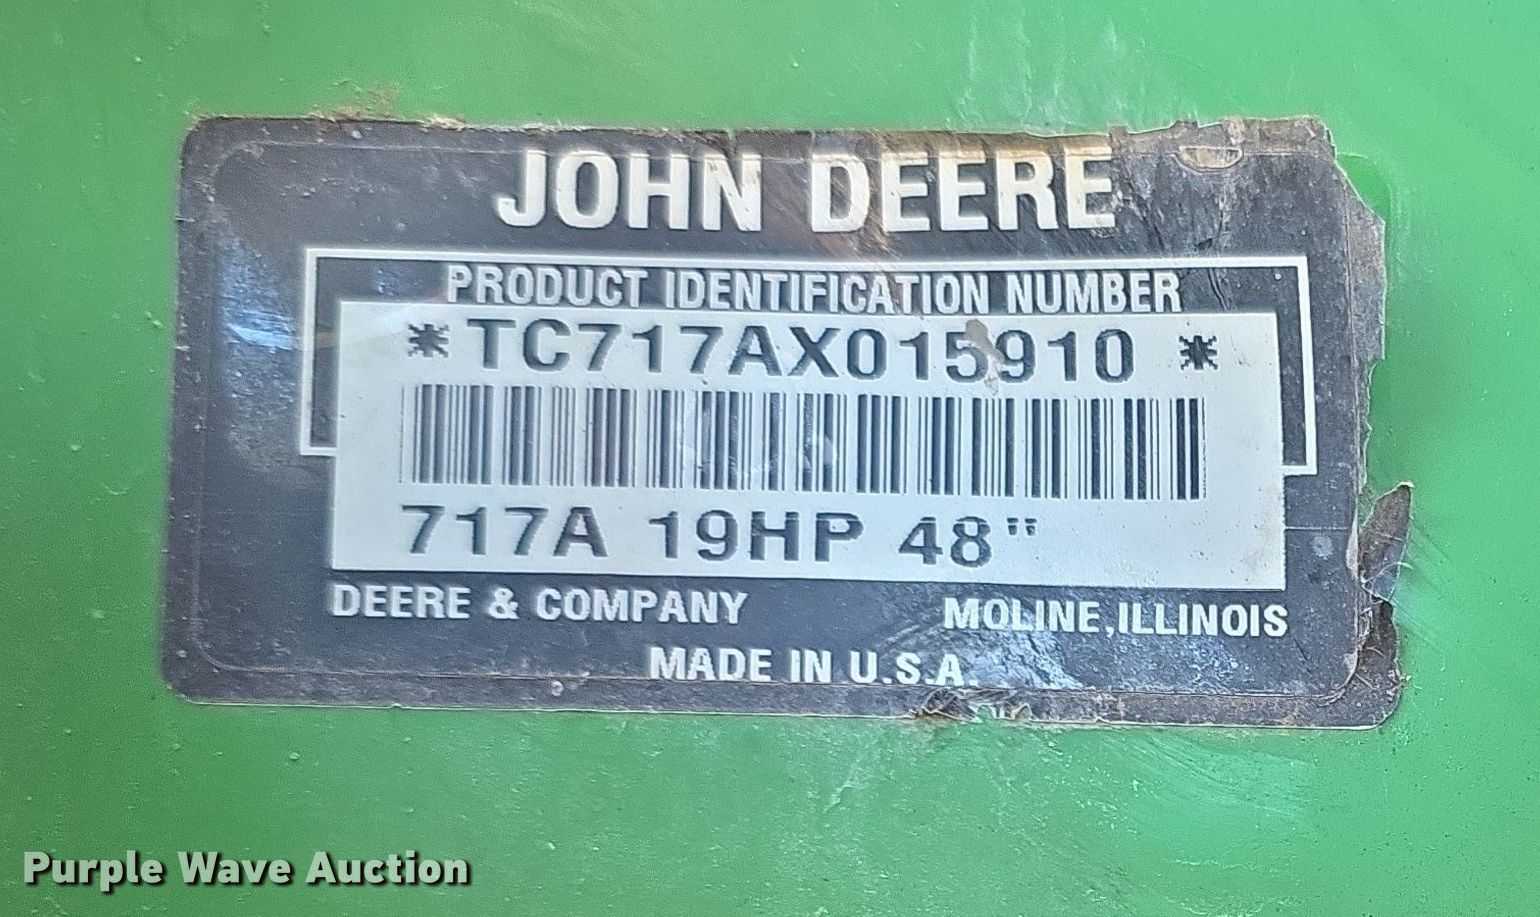 JOHN DEERE
PRODUCT IDENTIFICATION NUMBER
*TC717AX015910*
717A 19HP 48"
DEERE & COMPANY MOLINE, ILLINOIS
MADE IN U.S.A.
Purple Wave Auction